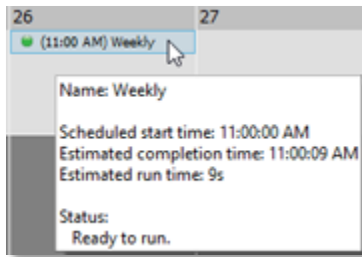 26 27
(11:00 AM) Weekly
Name: Weekly
Scheduled start time: 11:00:00 AM
Estimated completion time: 11:00:09 AM
Estimated run time: 9s
Status:
Ready to run.